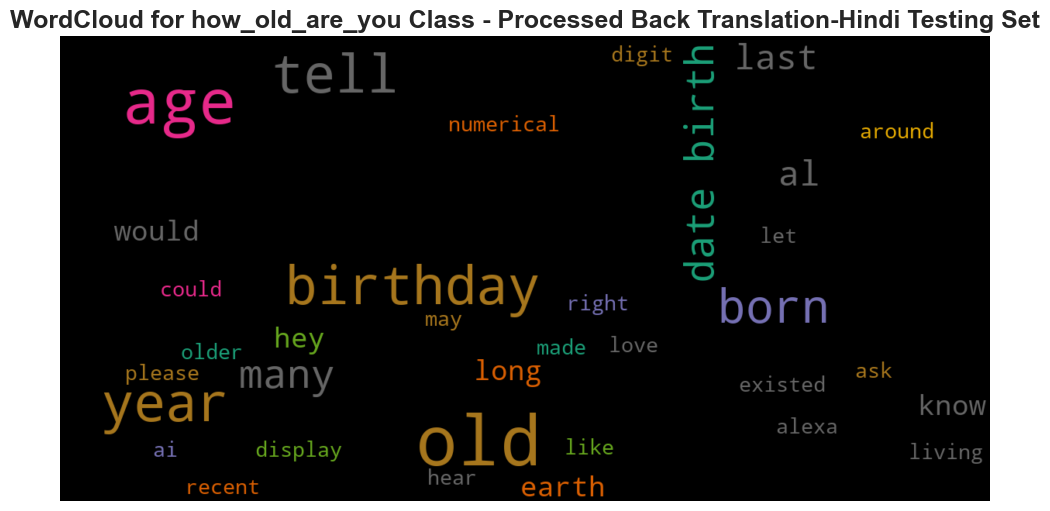 WordCloud for how_old_are_you Class - Processed Back Translation-Hindi Testing Set
digit
last
tell
date birth
age
numerical
around
al
would
let
birthday
could
right
born
may
hey
older
made
love
please
many
long
existed
ask
year
know
old
alexa
ai
display
like
living
hear
recent
earth